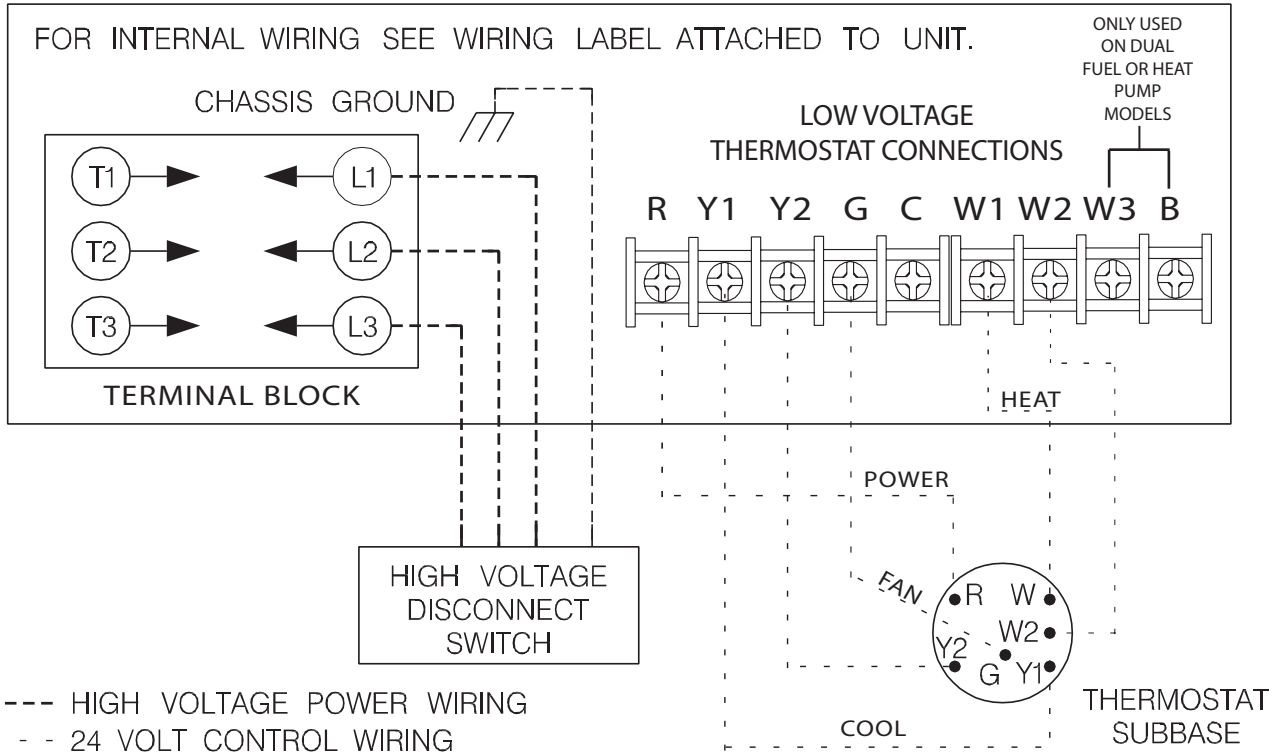 FOR INTERNAL WIRING SEE WIRING LABEL ATTACHED TO UNIT.
ONLY USED
ON DUAL
FUEL OR HEAT
PUMP
MODELS
CHASSIS GROUND
LOW VOLTAGE
THERMOSTAT CONNECTIONS
T1 L1
T2 L2
T3 L3
TERMINAL BLOCK
R Y1 Y2 G C W1 W2 W3 B
HEAT
POWER
FAN
HIGH VOLTAGE
DISCONNECT
SWITCH
R W
W2
Y2
G Y1
THERMOSTAT
SUBBASE
COOL
--- HIGH VOLTAGE POWER WIRING
- - 24 VOLT CONTROL WIRING